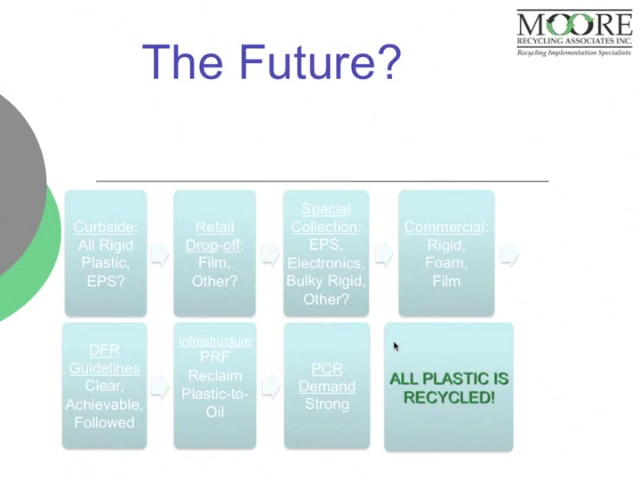 The Future?
MOORE
RECYCLING ASSOCIATES INC.
Recycling Implementation Specialists
Curbside:
All Rigid
Plastic,
EPS?
Retail
Drop-off:
Film,
Other?
Special
Collection:
EPS,
Electronics,
Bulky Rigid,
Other?
Commercial:
Rigid,
Foam,
Film
DFR
Guidelines
Clear,
Achievable,
Followed
Infrastructure
PRF
Reclaim
Plastic-to-
Oil
PCR
Demand
Strong
ALL PLASTIC IS
RECYCLED!